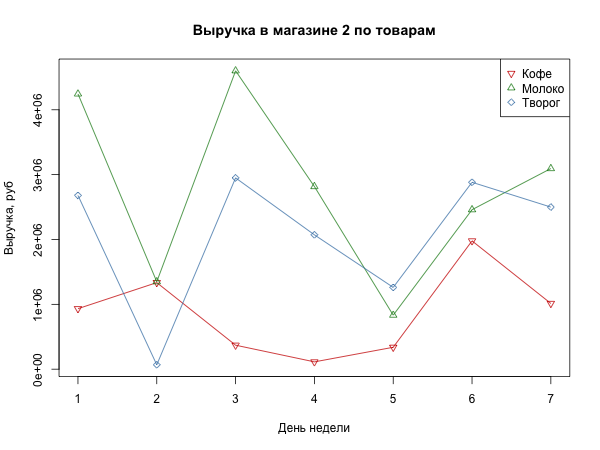 Выручка в магазине 2 по товарам
Кофе
Молоко
Творог
Выручка, руб
4e+06
3e+06
2e+06
1e+06
0e+00
1 2 3 4 5 6 7
День недели